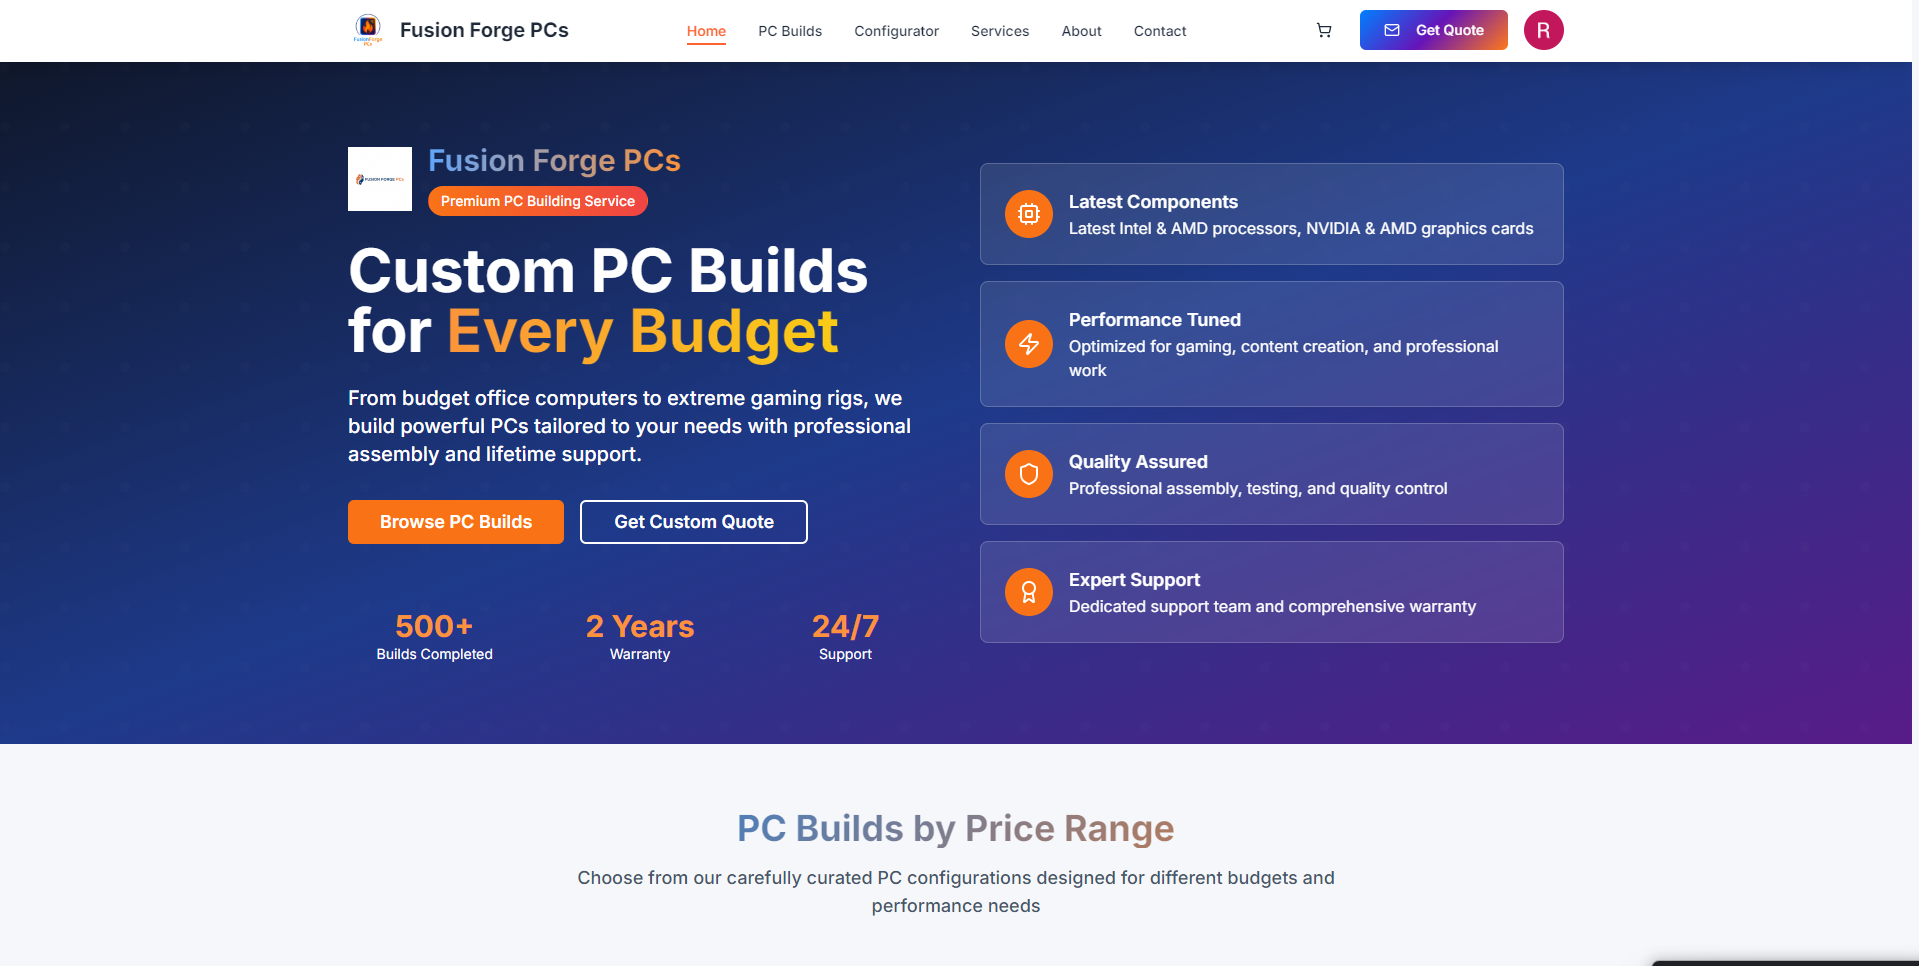 Fusion Forge PCs
Home
PC Builds
Configurator
Services
About
Contact
Get Quote
R
FUSION FORGE PCs
Fusion Forge PCs
Premium PC Building Service
Custom PC Builds
for Every Budget
From budget office computers to extreme gaming rigs, we
build powerful PCs tailored to your needs with professional
assembly and lifetime support.
Browse PC Builds
Get Custom Quote
500+
Builds Completed
2 Years
Warranty
24/7
Support
Latest Components
Latest Intel & AMD processors, NVIDIA & AMD graphics cards
Performance Tuned
Optimized for gaming, content creation, and professional
work
Quality Assured
Professional assembly, testing, and quality control
Expert Support
Dedicated support team and comprehensive warranty
PC Builds by Price Range
Choose from our carefully curated PC configurations designed for different budgets and
performance needs